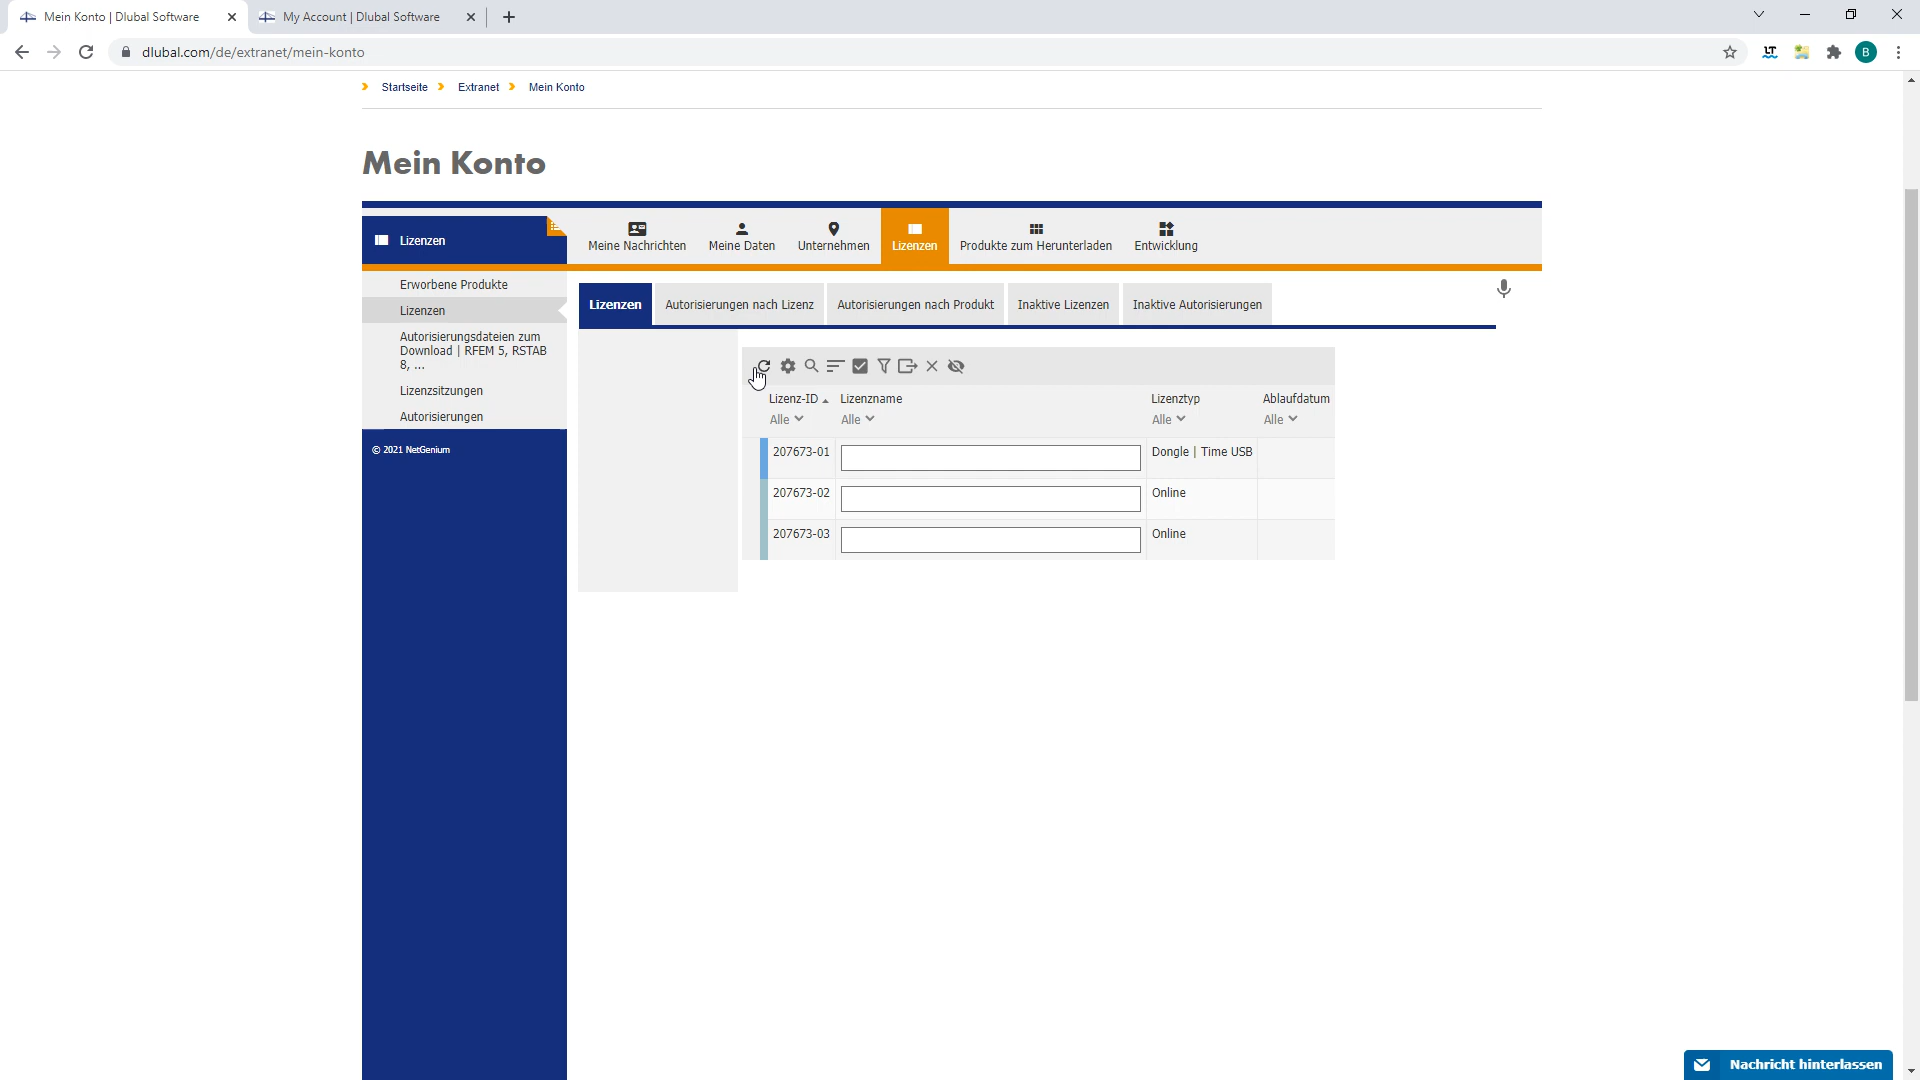 Mein Konto | Dlubal Software
My Account | Dlubal Software
dlubal.com/de/extranet/mein-konto
LT
B
Startseite
Extranet
Mein Konto
Mein Konto
Lizenzen
Meine Nachrichten
Meine Daten
Unternehmen
Lizenzen
Produkte zum Herunterladen
Entwicklung
Erworbene Produkte
Lizenzen
Autorisierungsdateien zum
Download | RFEM 5, RSTAB
8, ...
Lizenzsitzungen
Autorisierungen
© 2021 NetGenium
Lizenzen
Autorisierungen nach Lizenz
Autorisierungen nach Produkt
Inaktive Lizenzen
Inaktive Autorisierungen
Lizenz-ID
Lizenzname
Lizenztyp
Ablaufdatum
Alle
Alle
Alle
Alle
207673-01
Dongle | Time USB
207673-02
Online
207673-03
Online
Nachricht hinterlassen